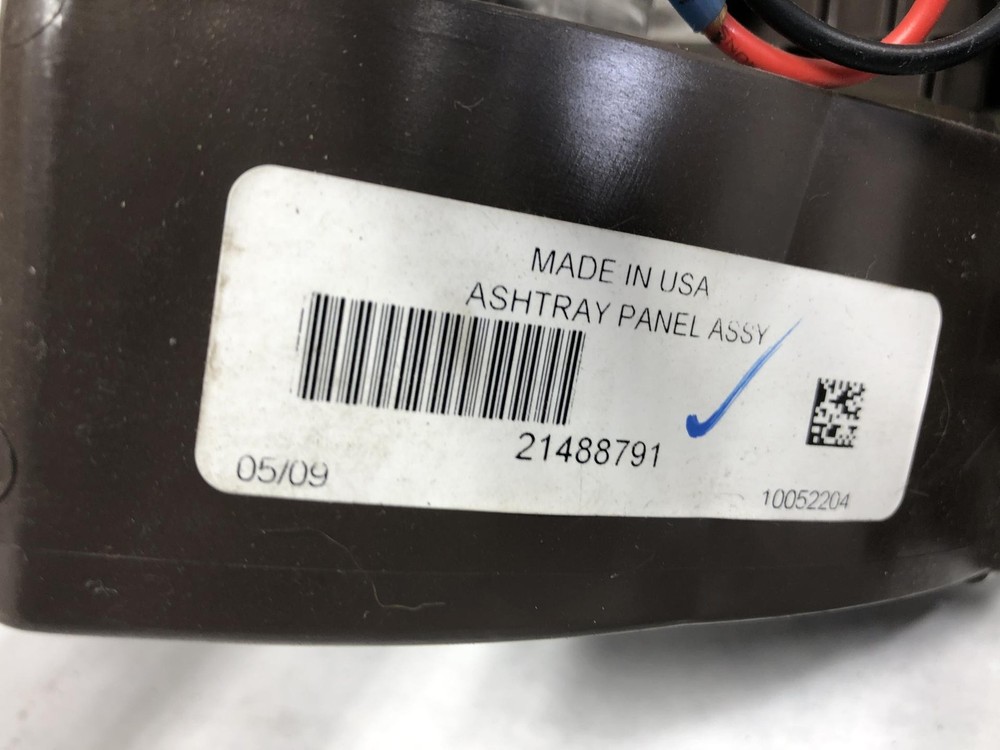 MADE IN USA
ASHTRAY PANEL ASSY
21488791
05/09
10052204